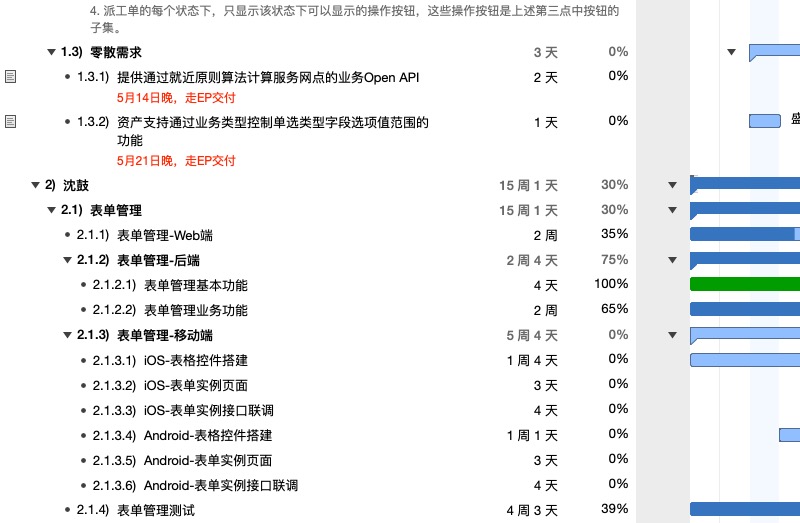 4. 派工单的每个状态下，只显示该状态下可以显示的操作按钮，这些操作按钮是上述第三点中按钮的
子集。
1.3) 零散需求 3 天 0%
1.3.1) 提供通过就近原则算法计算服务网点的业务Open API 2 天 0%
5月14日晚，走EP交付
1.3.2) 资产支持通过业务类型控制单选类型字段选项值范围的 1 天 0% 盛
功能
5月21日晚，走EP交付
2) 沈鼓 15 周 1 天 30%
2.1) 表单管理 15 周 1 天 30%
2.1.1) 表单管理-Web端 2 周 35%
2.1.2) 表单管理-后端 2 周 4 天 75%
2.1.2.1) 表单管理基本功能 4 天 100%
2.1.2.2) 表单管理业务功能 2 周 65%
2.1.3) 表单管理-移动端 5 周 4 天 0%
2.1.3.1) iOS-表格控件搭建 1 周 4 天 0%
2.1.3.2) iOS-表单实例页面 3 天 0%
2.1.3.3) iOS-表单实例接口联调 4 天 0%
2.1.3.4) Android-表格控件搭建 1 周 1 天 0%
2.1.3.5) Android-表单实例页面 3 天 0%
2.1.3.6) Android-表单实例接口联调 4 天 0%
2.1.4) 表单管理测试 4 周 3 天 39%